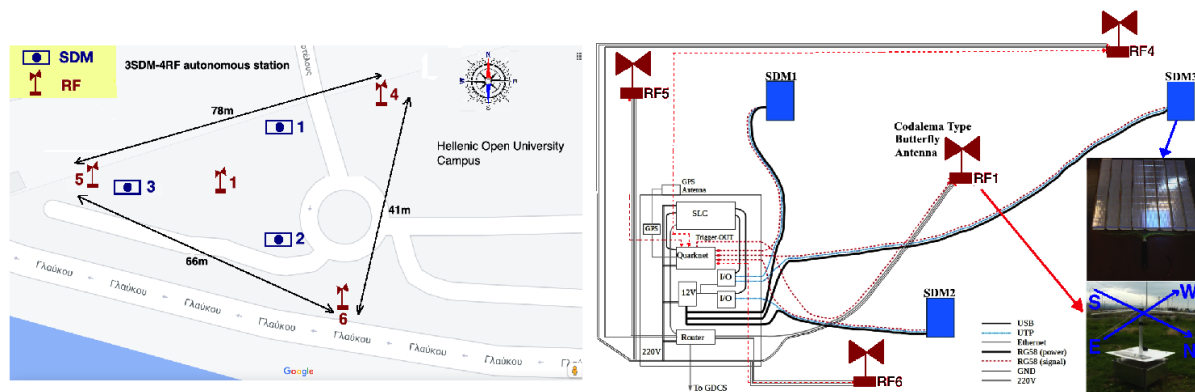 SDM
RF
3SDM-4RF autonomous station
78m
4
1
Hellenic Open University
Campus
5
3
1
41m
2
66m
6
Γλαύκου
Γλαύκου
Γλαύκου
Γλαύκου
Γλαύκου
Γλαύκου
Γλαύκου
Google
RF4
RF5
SDM1
SDM3
Codalema Type
Butterfly
Antenna
RF1
GPS
Antenna
SLC
GPS
Trigger OUT
Quarknet
I/O
12V
I/O
SDM2
Router
220V
To GDCS
RF6
USB
UTP
Ethernet
RG58 (power)
RG58 (signal)
GND
220V
S
W
E
N